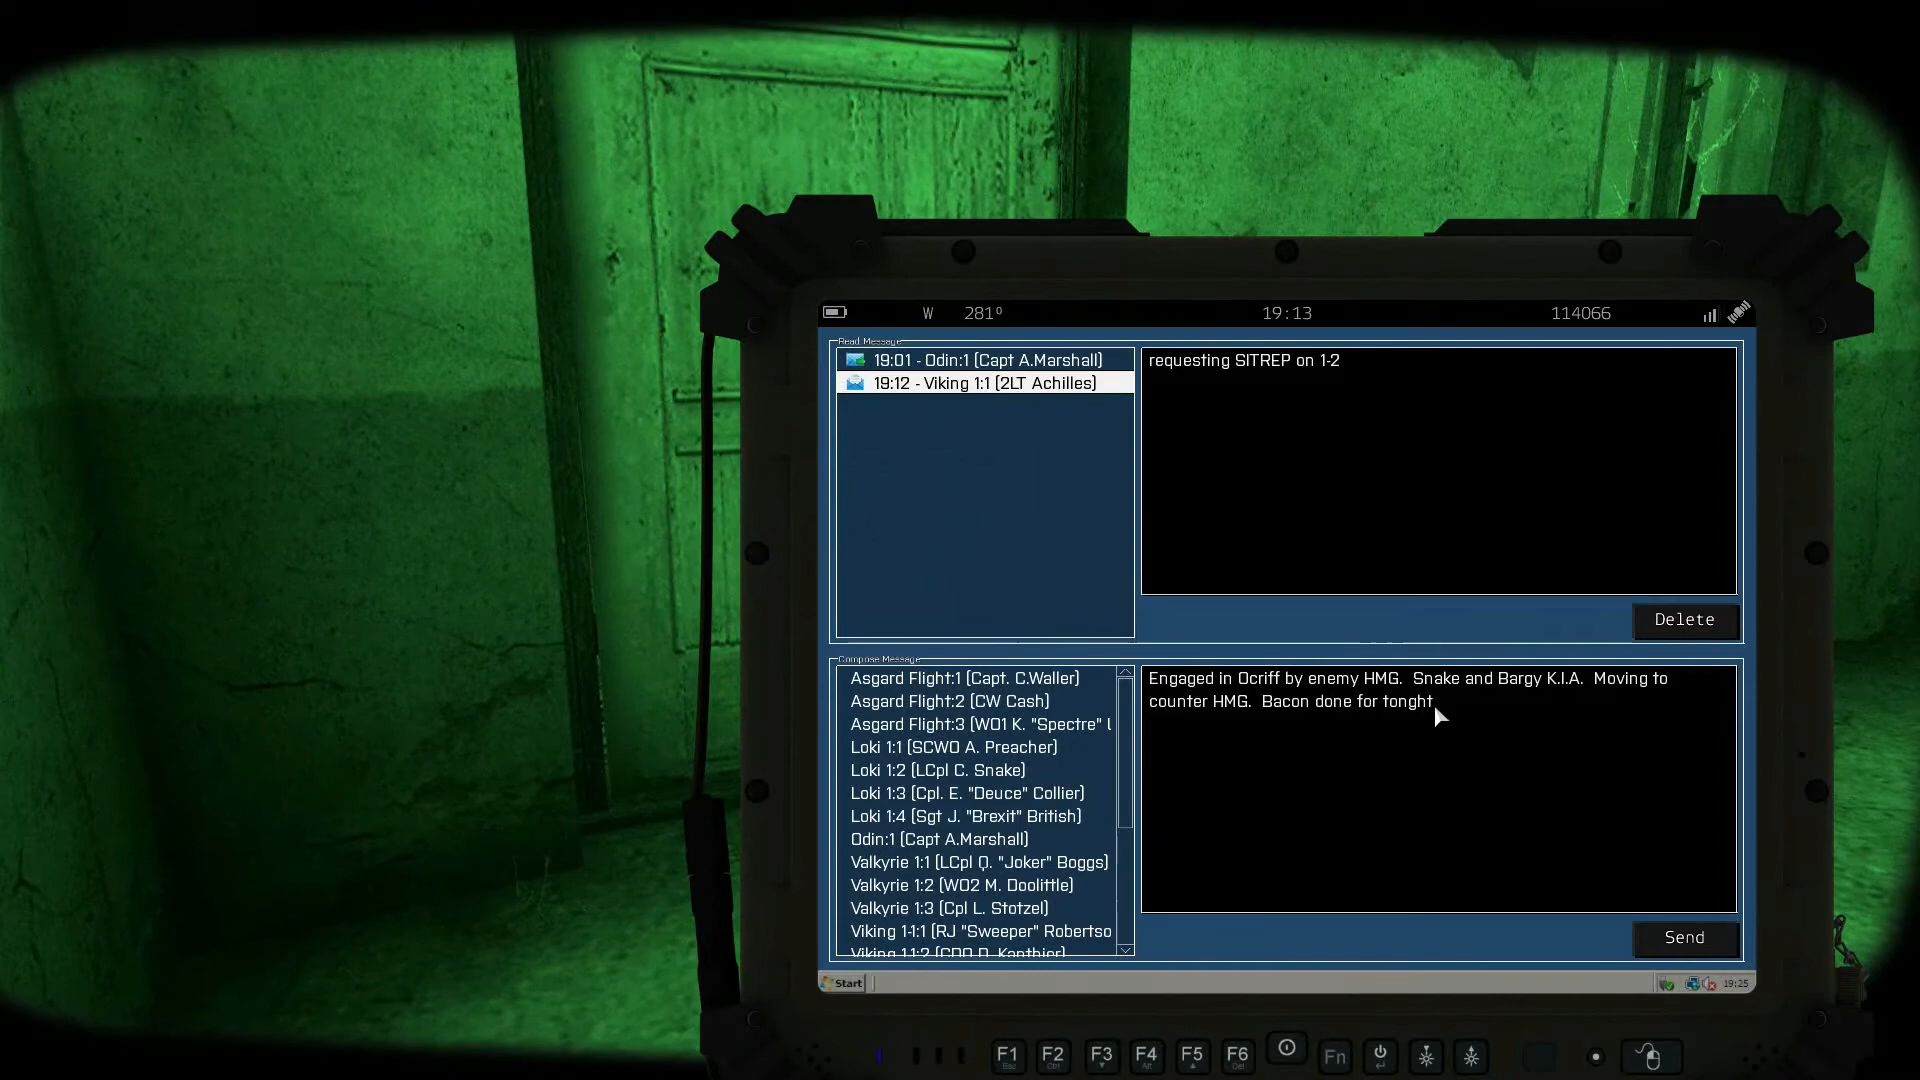 W 281º 19:13 114066
Read Message
19:01 - Odin:1 (Capt A.Marshall)
19:12 - Viking 1:1 (2LT Achilles)
requesting SITREP on 1-2
Delete
Compose Message
Asgard Flight:1 (Capt. C.Waller)
Asgard Flight:2 (CW Cash)
Asgard Flight:3 (WO1 K. "Spectre"
Loki 1:1 (SCWO A. Preacher)
Loki 1:2 (LCpl C. Snake)
Loki 1:3 (Cpl. E. "Deuce" Collier)
Loki 1:4 (Sgt J. "Brexit" British)
Odin:1 (Capt A.Marshall)
Valkyrie 1:1 (LCpl Q. "Joker" Boggs)
Valkyrie 1:2 (WO2 M. Doolittle)
Valkyrie 1:3 (Cpl L. Stotzel)
Viking 1-1:1 (RJ "Sweeper" Robertso
Engaged in Ocriff by enemy HMG. Snake and Bargy K.I.A. Moving to
counter HMG. Bacon done for tonght
Send
Start 19:25
F1 F2 F3 F4 F5 F6 Fn
Esc Ctrl Alt Del